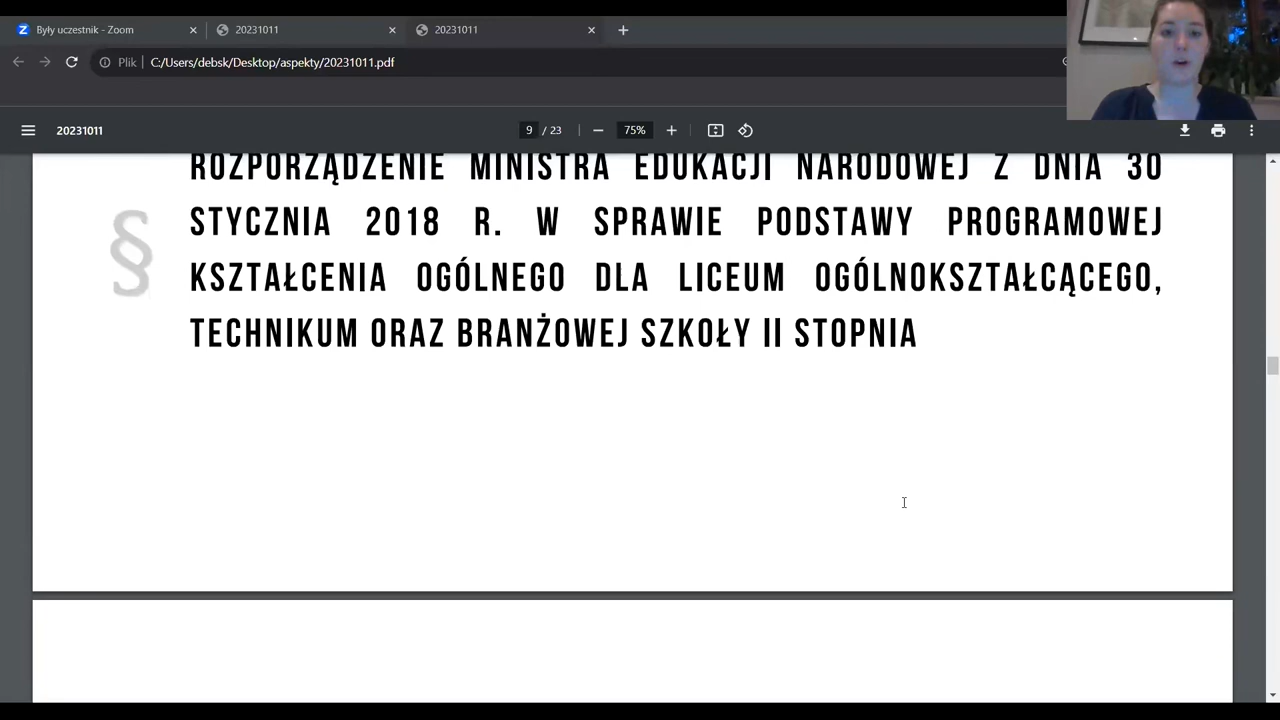 Były uczestnik - Zoom
20231011
20231011
Plik
C:/Users/debsk/Desktop/aspekty/20231011.pdf
20231011
9 / 23
75%
ROZPORZĄDZENIE MINISTRA EDUKACJI NARODOWEJ Z DNIA 30
§
STYCZNIA 2018 R. W SPRAWIE PODSTAWY PROGRAMOWEJ
KSZTAŁCENIA OGÓLNEGO DLA LICEUM OGÓLNOKSZTAŁCĄCEGO,
TECHNIKUM ORAZ BRANŻOWEJ SZKOŁY II STOPNIA